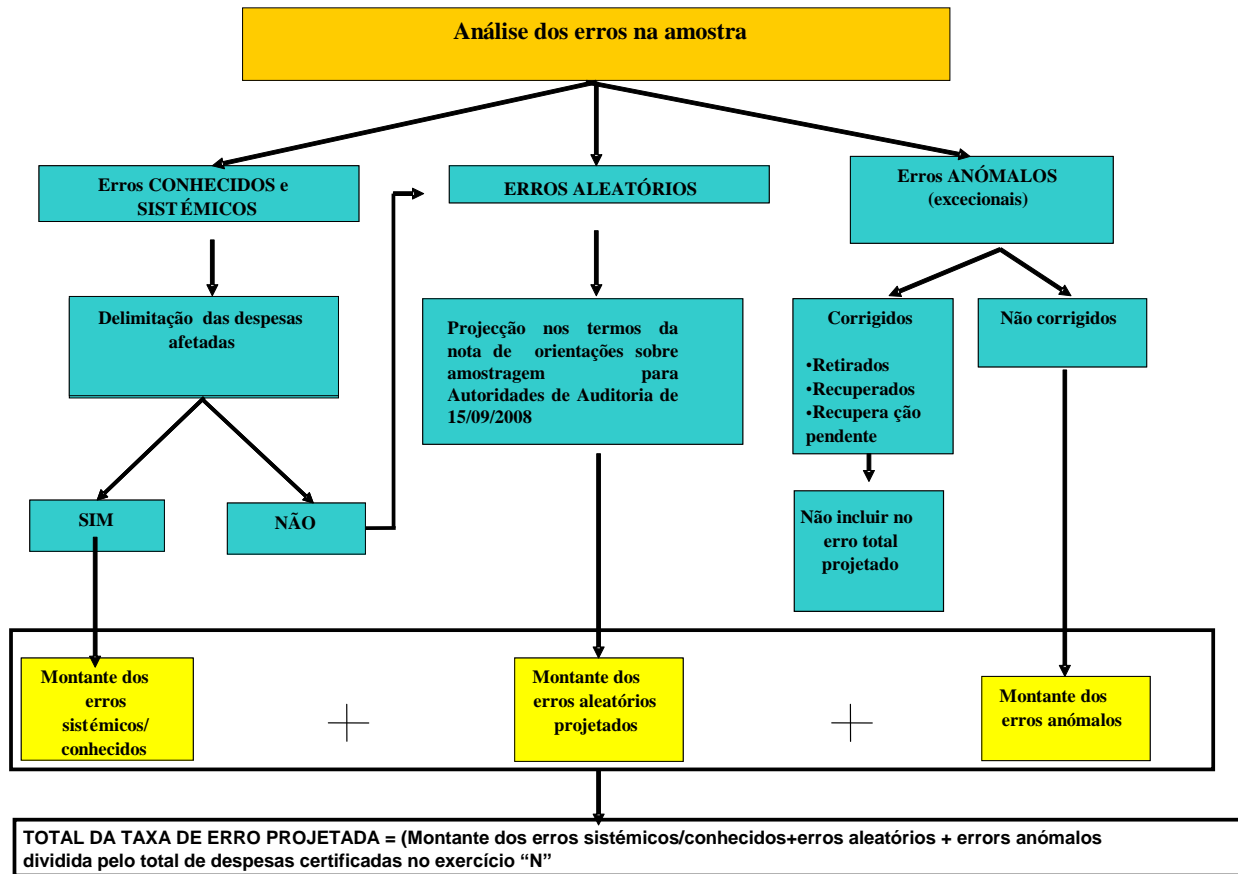 Análise dos erros na amostra
Erros CONHECIDOS e
SISTÉMICOS
ERROS ALEATÓRIOS
Erros ANÓMALOS
(excecionais)
Delimitação das despesas
afetadas
Projecção nos termos da
nota de orientações sobre
amostragem para
Autoridades de Auditoria de
15/09/2008
Corrigidos
•Retirados
•Recuperados
•Recupera ção
pendente
Não corrigidos
SIM
NÃO
Não incluir no
erro total
projetado
Montante dos
erros
sistémicos/
conhecidos
+
Montante dos
erros aleatórios
projetados
+
Montante dos
erros anómalos
TOTAL DA TAXA DE ERRO PROJETADA = (Montante dos erros sistémicos/conhecidos+erros aleatórios + errors anómalos
dividida pelo total de despesas certificadas no exercício “N”